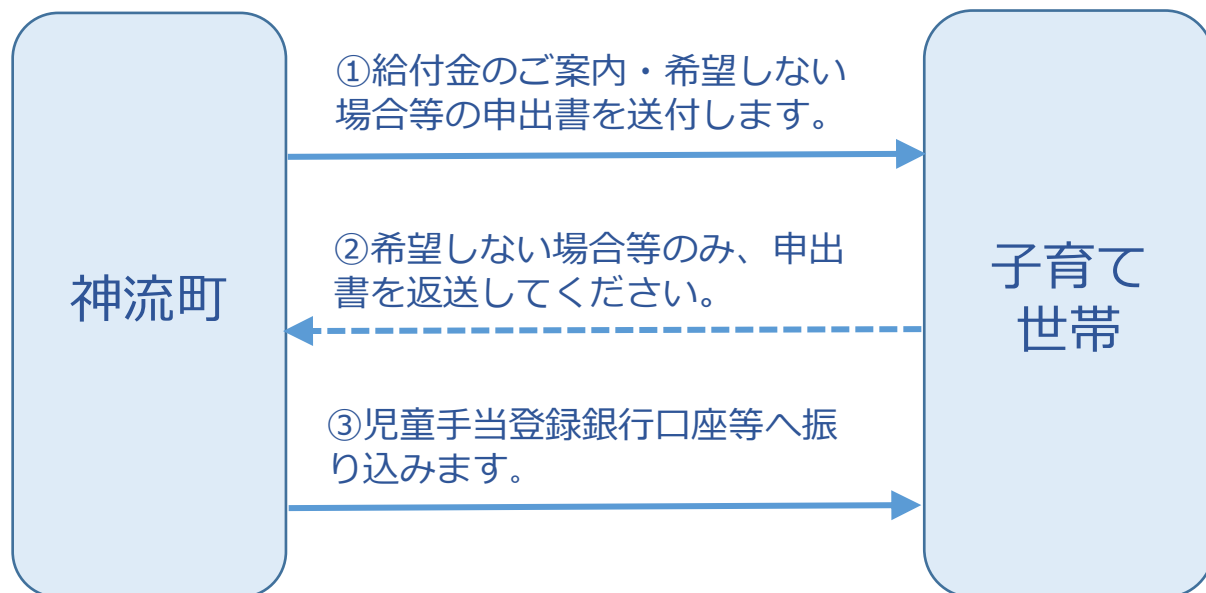 ①給付金のご案内・希望しない
場合等の申出書を送付します。
神流町
②希望しない場合等のみ、申出
書を返送してください。
子育て
世帯
③児童手当登録銀行口座等へ振
り込みます。